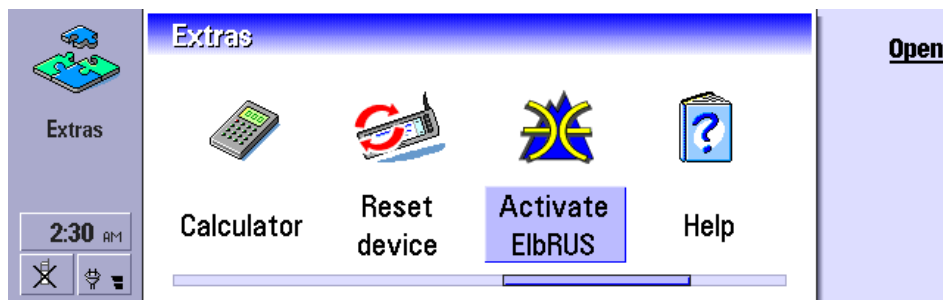 Extras
Open
Extras
Calculator
Reset
device
Activate
ElbRUS
Help
2:30 AM